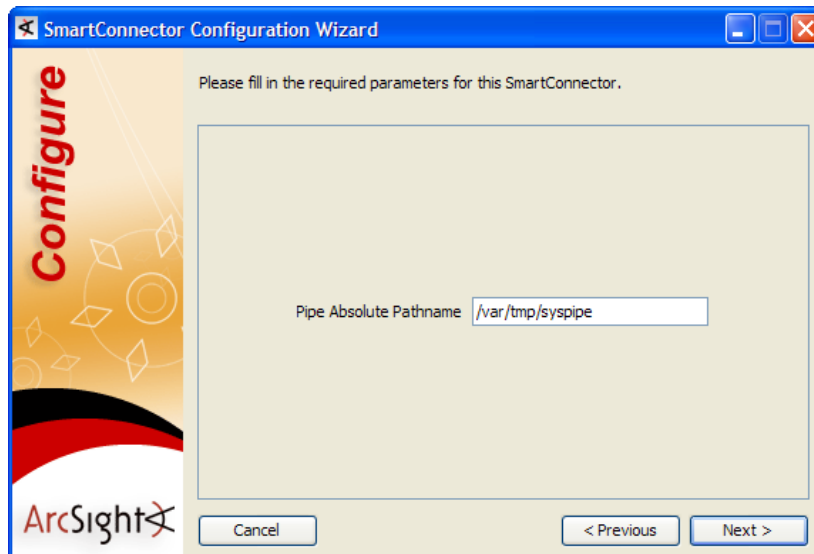 SmartConnector Configuration Wizard
Configure
Please fill in the required parameters for this SmartConnector.
Pipe Absolute Pathname /var/tmp/syspipe
ArcSight
Cancel < Previous Next >